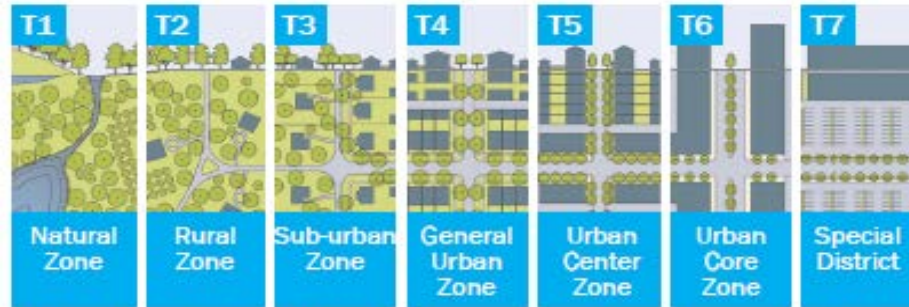 T1
T2
T3
T4
T5
T6
T7
Natural
Zone
Rural
Zone
Sub-urban
Zone
General
Urban
Zone
Urban
Center
Zone
Urban
Core
Zone
Special
District